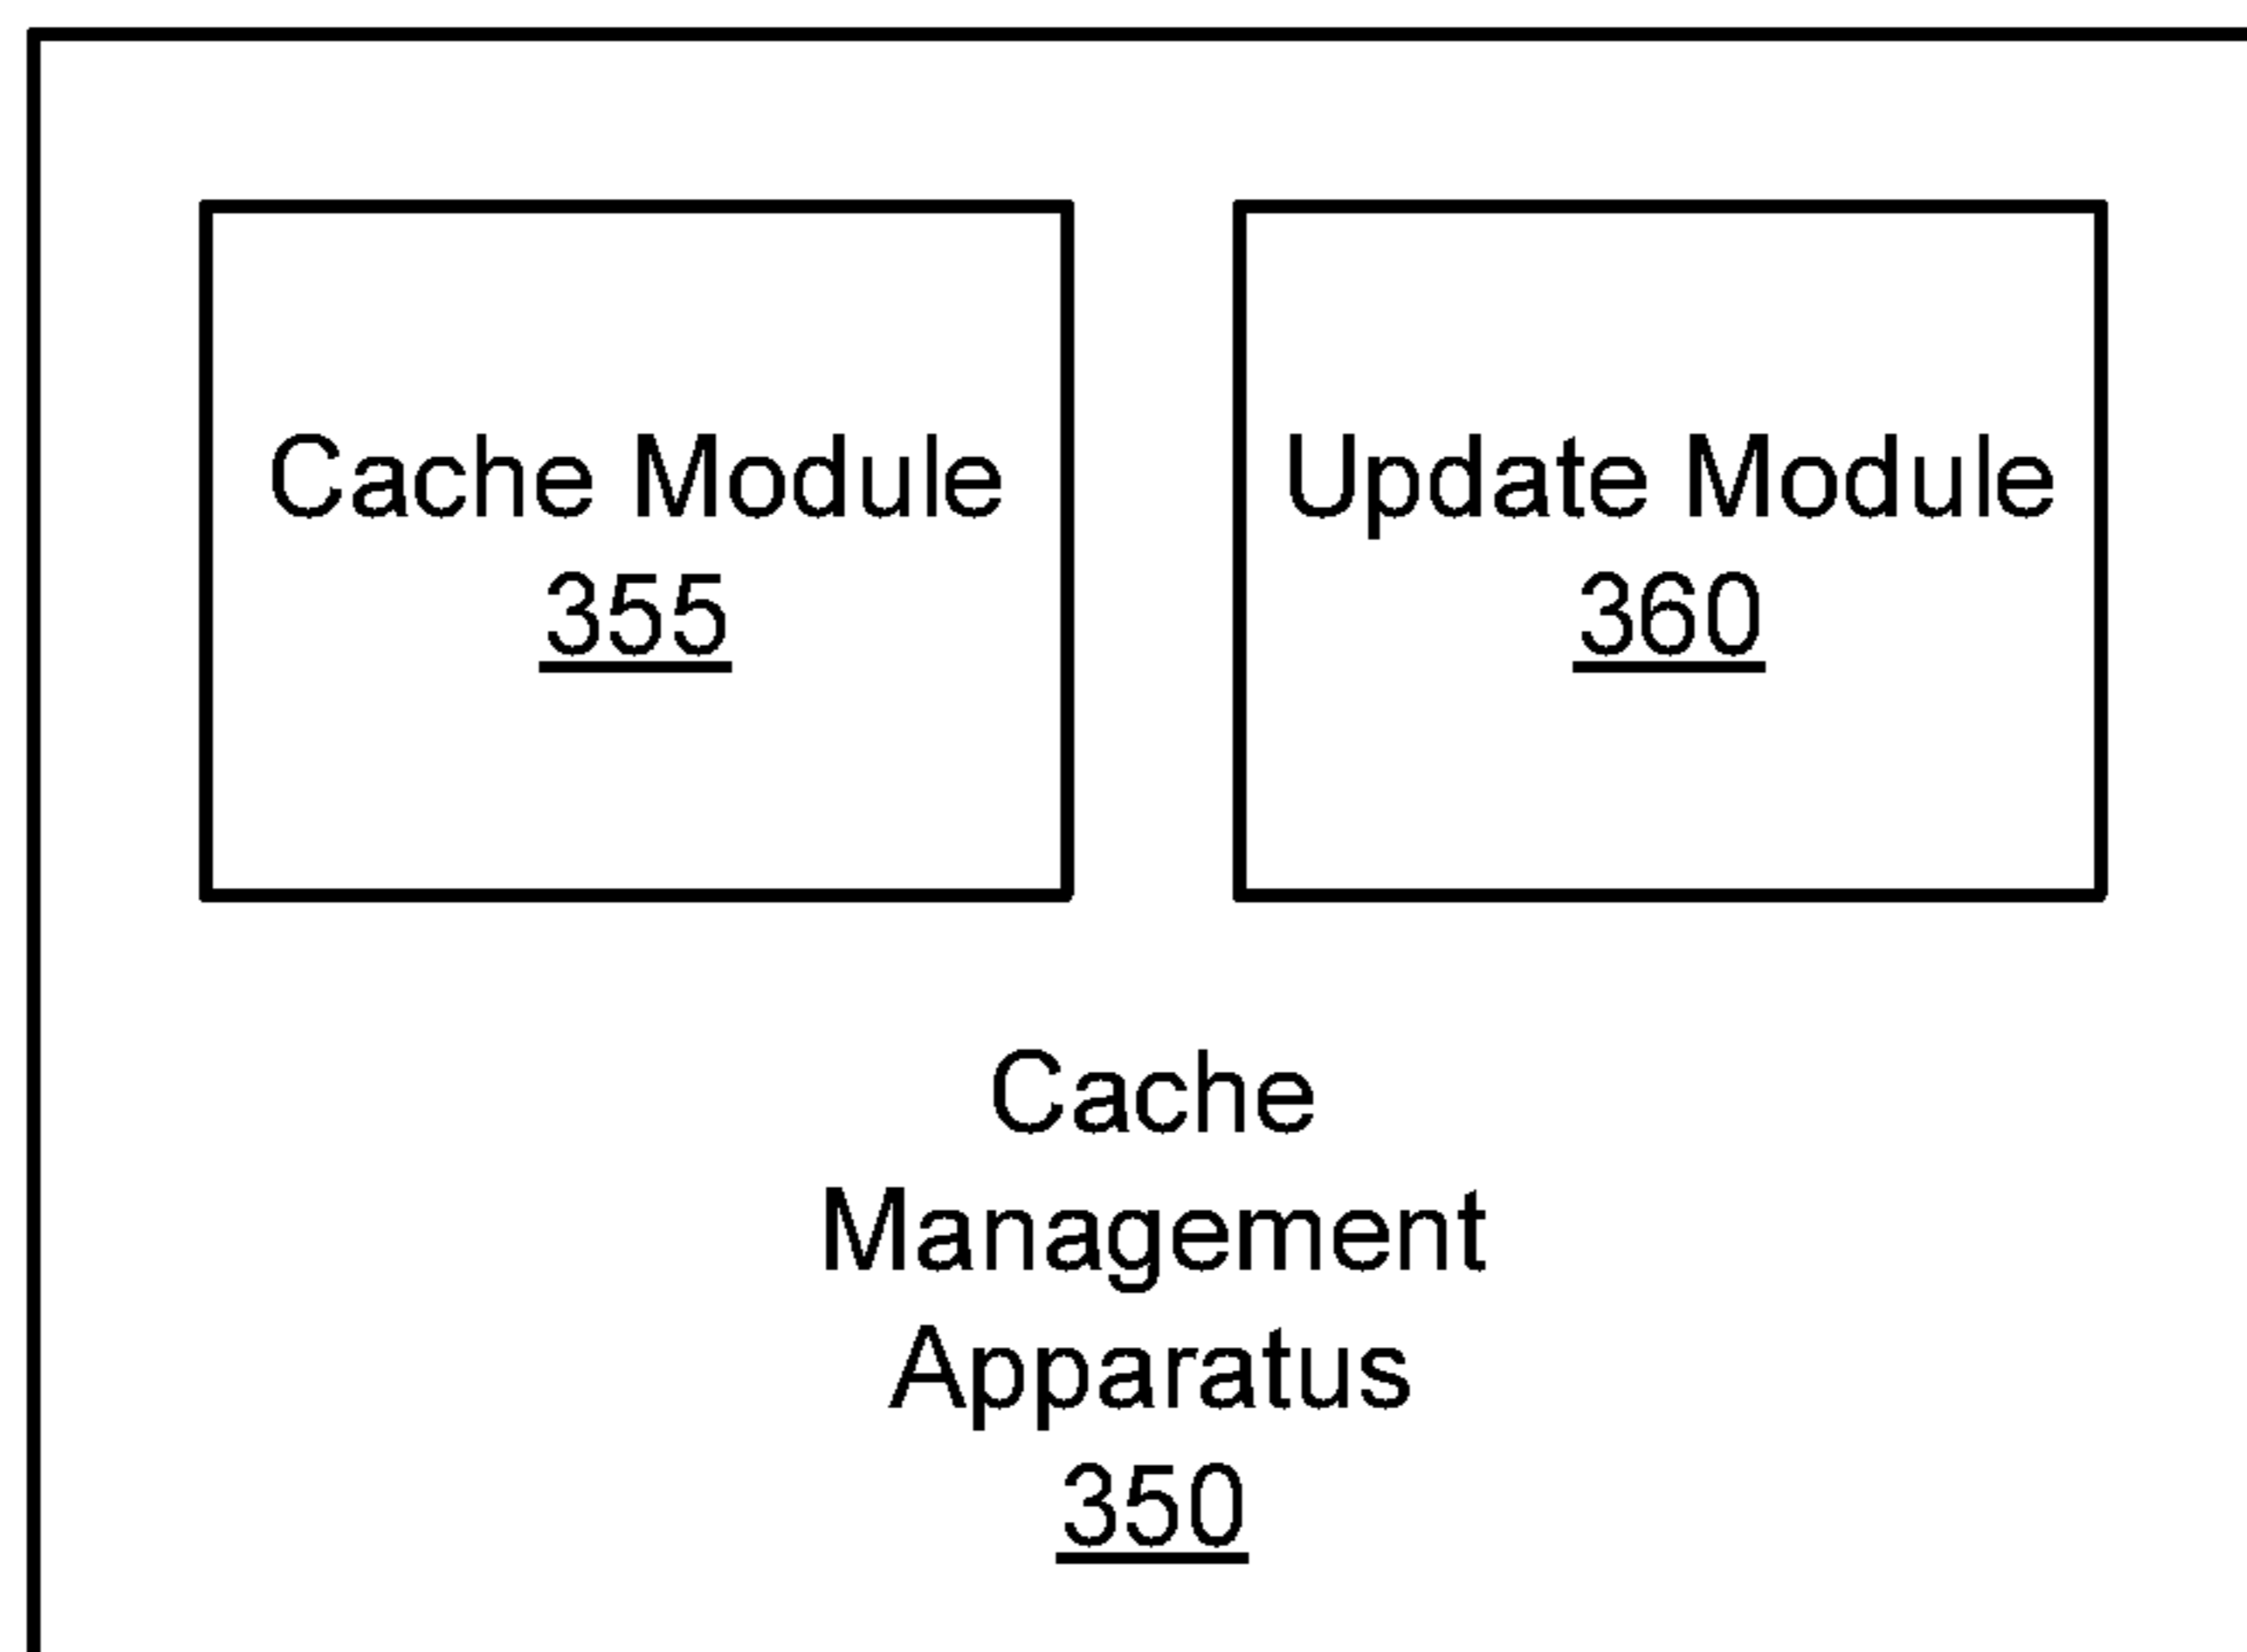 Cache Module
355
Update Module
360
Cache
Management
Apparatus
350